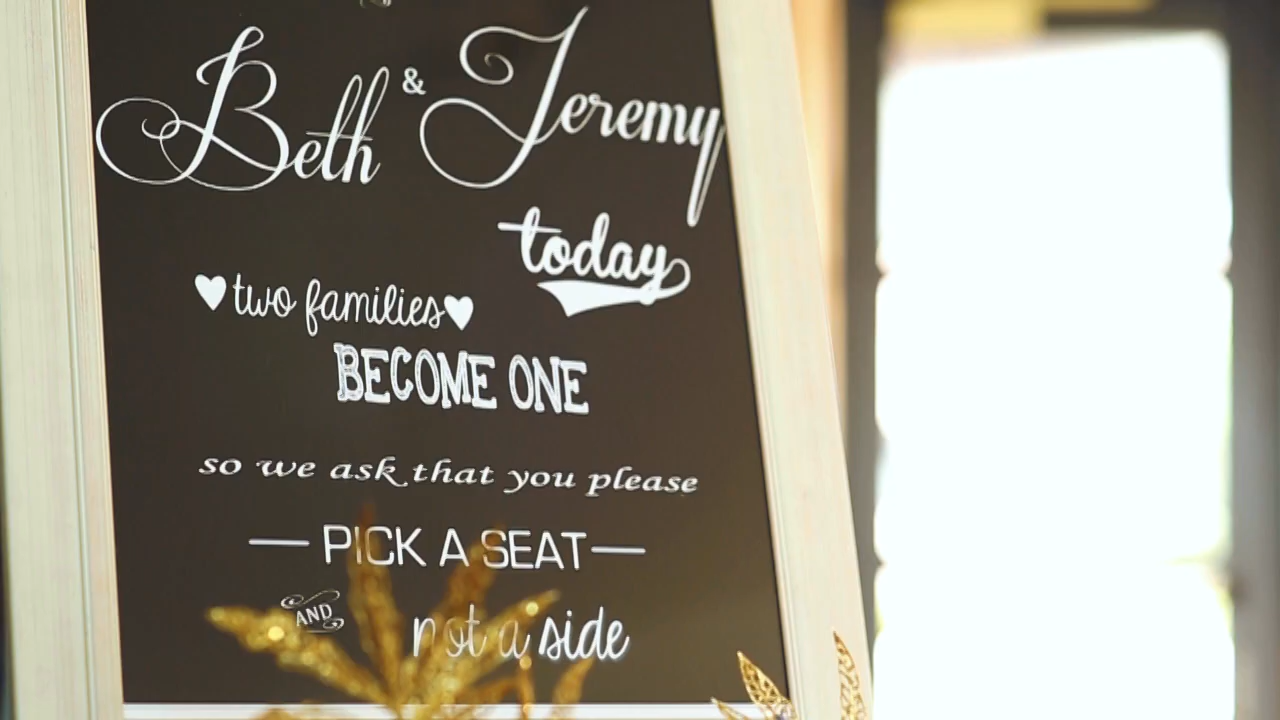 Beth & Jeremy
today
two families
BECOME ONE
so we ask that you please
PICK A SEAT
AND not a side